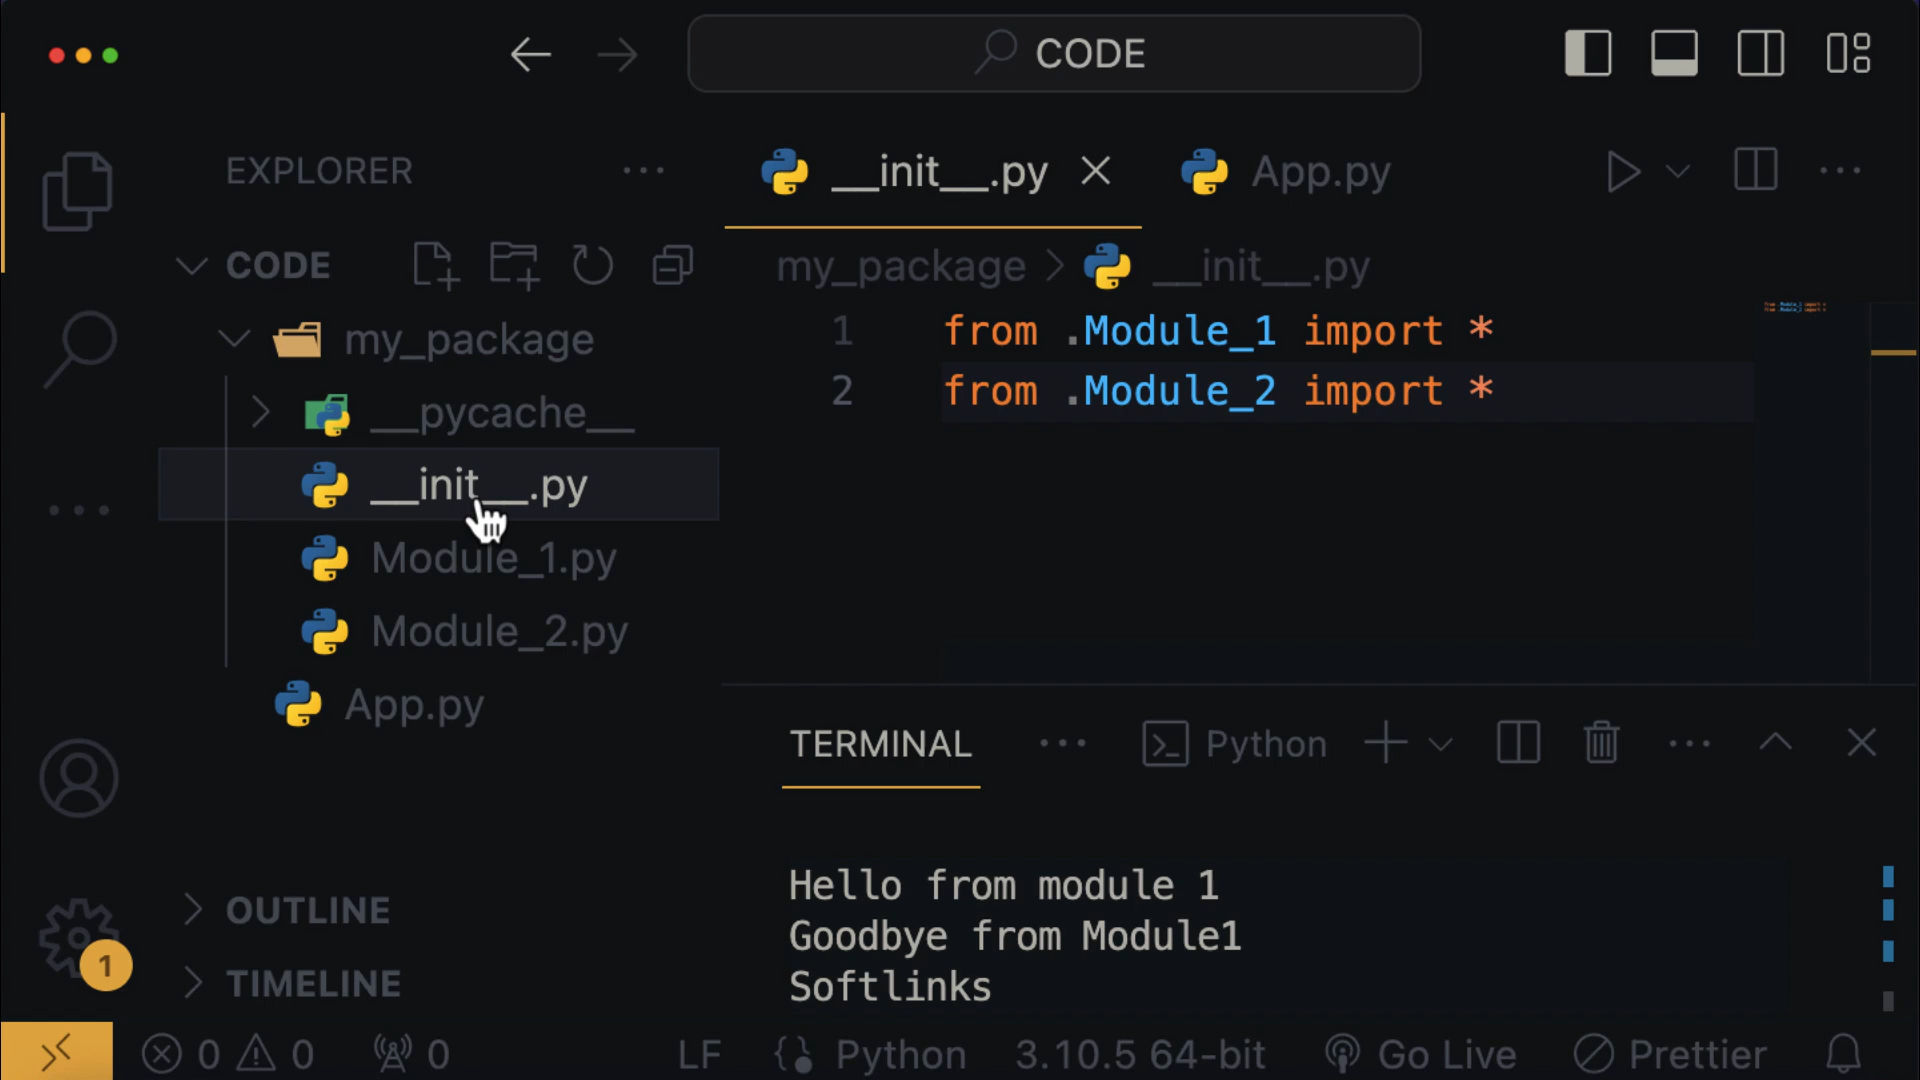 CODE
EXPLORER
__init__.py
App.py
CODE
my_package
__pycache__
__init__.py
Module_1.py
Module_2.py
App.py
OUTLINE
TIMELINE
1
my_package > __init__.py
1 from .Module_1 import *
2 from .Module_2 import *
TERMINAL
Python
Hello from module 1
Goodbye from Module1
Softlinks
0 0 0 LF Python 3.10.5 64-bit Go Live Prettier